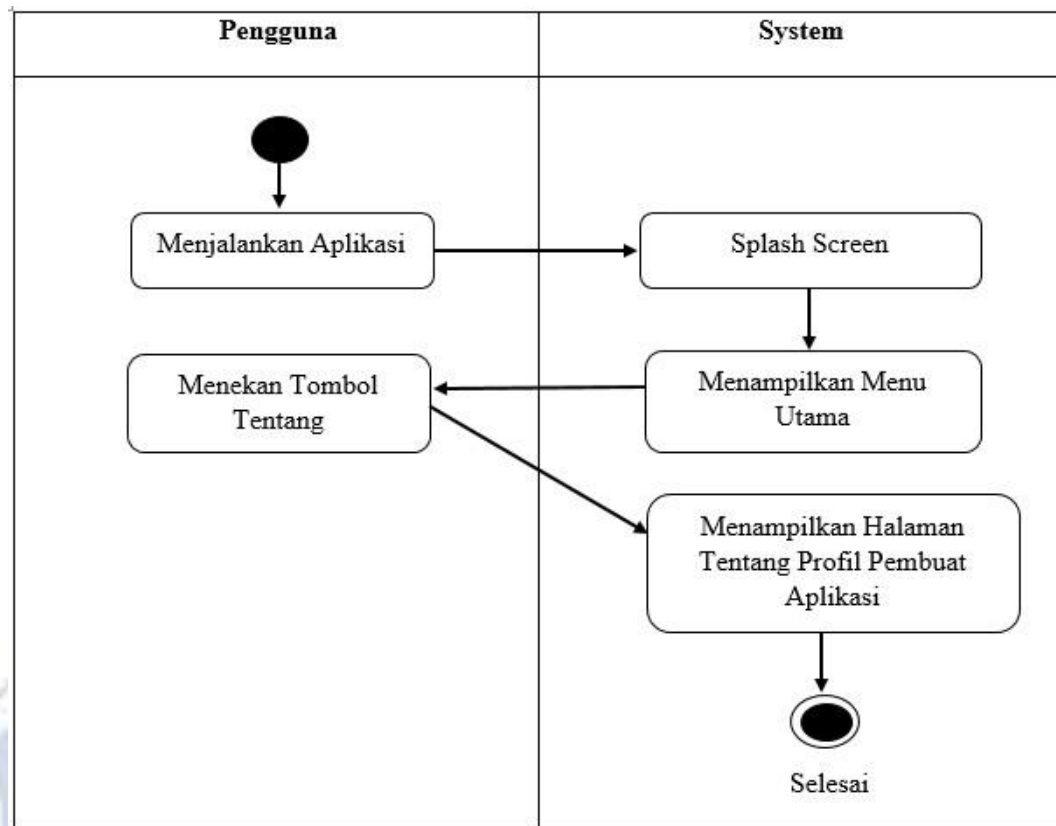 Pengguna
System
Menjalankan Aplikasi
Splash Screen
Menekan Tombol
Tentang
Menampilkan Menu
Utama
Menampilkan Halaman
Tentang Profil Pembuat
Aplikasi
Selesai